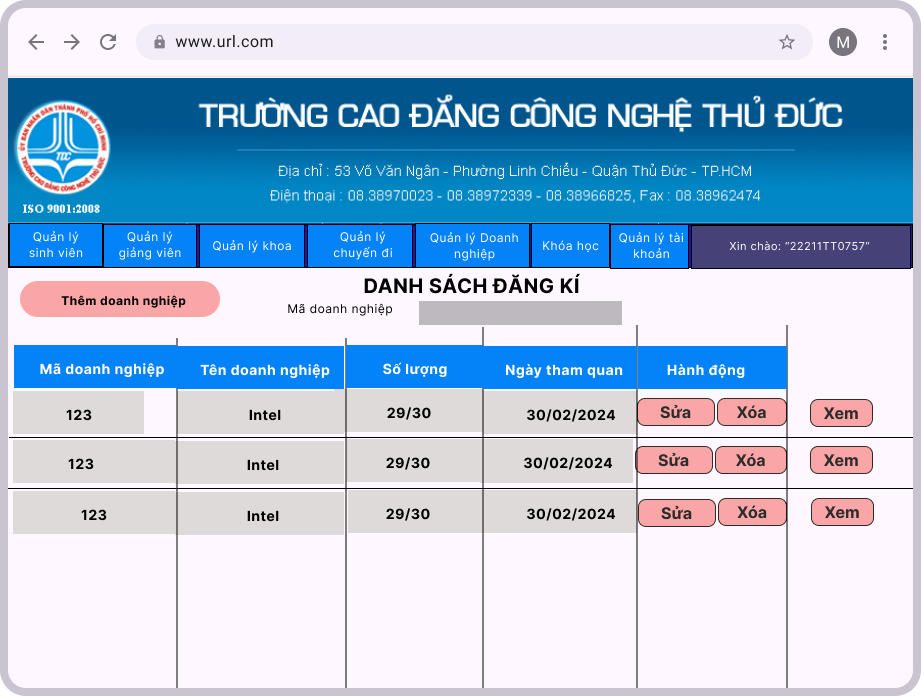 www.url.com
M
TRƯỜNG CAO ĐẲNG CÔNG NGHỆ THỦ ĐỨC
Địa chỉ : 53 Võ Văn Ngân - Phường Linh Chiểu - Quận Thủ Đức - TP.HCM
Điện thoại : 08.38970023 - 08.38972339 - 08.38966825, Fax : 08.38962474
ỦY BAN NHÂN DÂN THÀNH PHỐ HỒ CHÍ MINH
TDC
TRƯỜNG CAO ĐẲNG CÔNG NGHỆ THỦ ĐỨC
ISO 9001:2008
Quản lý
sinh viên
Quản lý
giảng viên
Quản lý khoa
Quản lý
chuyến đi
Quản lý Doanh
nghiệp
Khóa học
Quản lý tài
khoản
Xin chào: "22211TT0757"
DANH SÁCH ĐĂNG KÍ
Thêm doanh nghiệp
Mã doanh nghiệp
Mã doanh nghiệp Tên doanh nghiệp Số lượng Ngày tham quan Hành động
123 Intel 29/30 30/02/2024 Sửa Xóa Xem
123 Intel 29/30 30/02/2024 Sửa Xóa Xem
123 Intel 29/30 30/02/2024 Sửa Xóa Xem